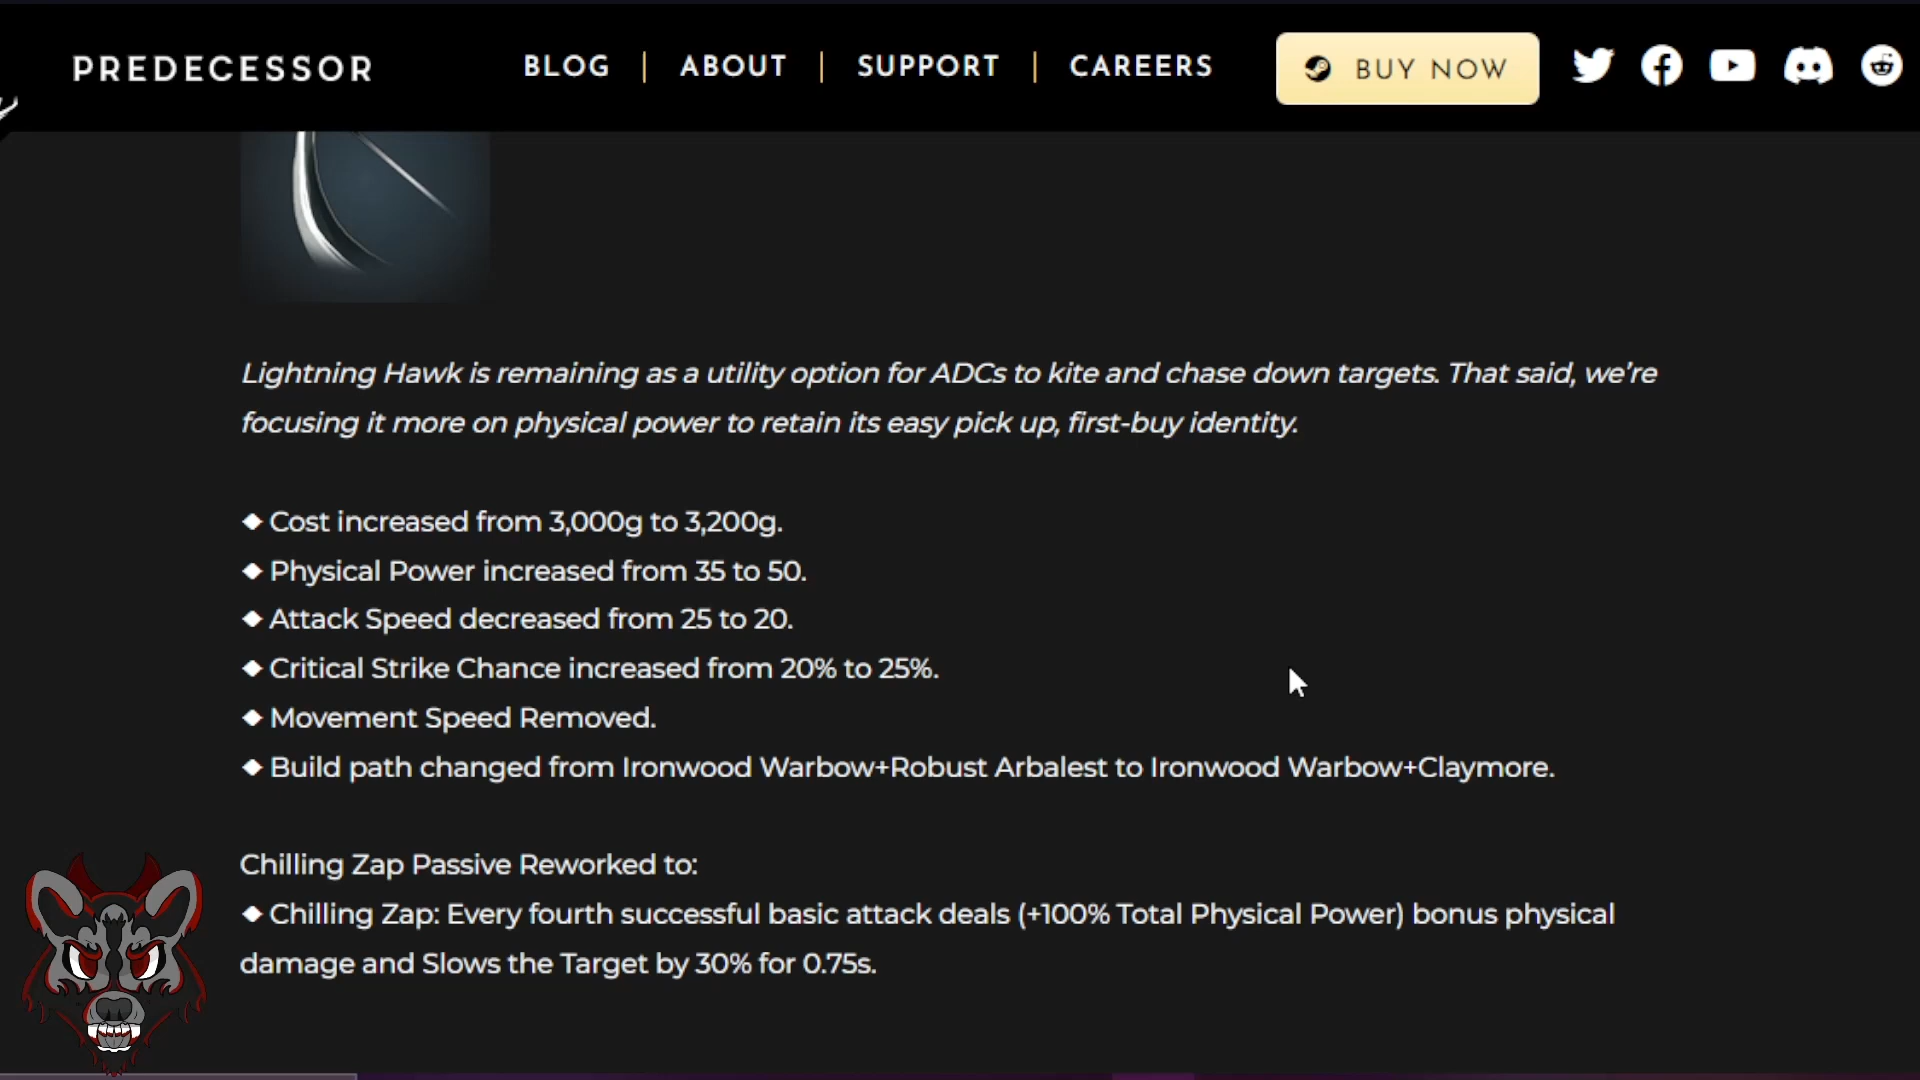 PREDECESSOR
BLOG | ABOUT | SUPPORT | CAREERS
BUY NOW
Lightning Hawk is remaining as a utility option for ADCs to kite and chase down targets. That said, we’re
focusing it more on physical power to retain its easy pick up, first-buy identity.
◆ Cost increased from 3,000g to 3,200g.
◆ Physical Power increased from 35 to 50.
◆ Attack Speed decreased from 25 to 20.
◆ Critical Strike Chance increased from 20% to 25%.
◆ Movement Speed Removed.
◆ Build path changed from Ironwood Warbow+Robust Arbalest to Ironwood Warbow+Claymore.
Chilling Zap Passive Reworked to:
◆ Chilling Zap: Every fourth successful basic attack deals (+100% Total Physical Power) bonus physical
damage and Slows the Target by 30% for 0.75s.